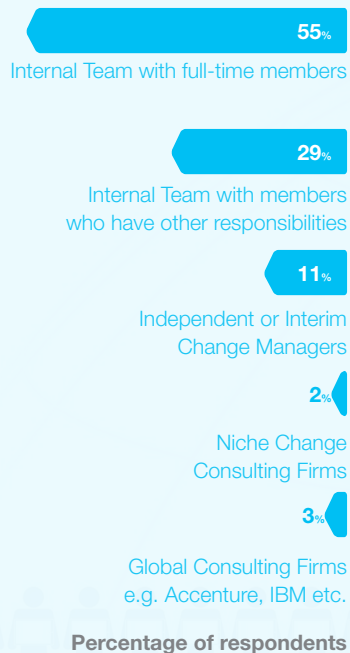 55%
Internal Team with full-time members
29%
Internal Team with members
who have other responsibilities
11%
Independent or Interim
Change Managers
2%
Niche Change
Consulting Firms
3%
Global Consulting Firms
e.g. Accenture, IBM etc.
Percentage of respondents